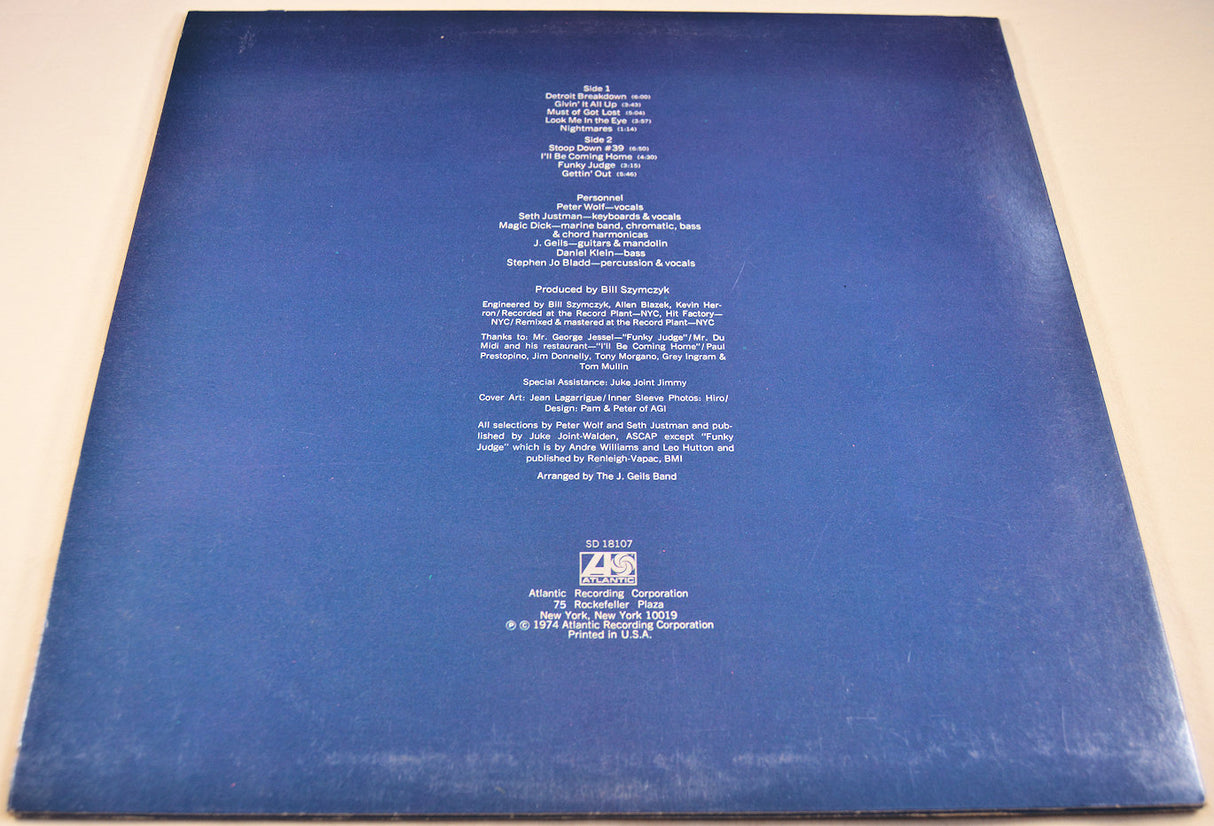 Side 1
Detroit Breakdown (6:00)
Givin' It All Up (3:43)
Must of Got Lost (5:04)
Look Me In the Eye (3:57)
Nightmares (1:14)
Side 2
Stoop Down #39 (6:50)
I'll Be Coming Home (4:30)
Funky Judge (3:15)
Gettin' Out (5:46)
Personnel
Peter Wolf—vocals
Seth Justman—keyboards & vocals
Magic Dick—marine band, chromatic, bass
& chord harmonicas
J. Geils—guitars & mandolin
Daniel Klein—bass
Stephen Jo Bladd—percussion & vocals
Produced by Bill Szymczyk
Engineered by Bill Szymczyk, Allen Blazek, Kevin Her-
ron/Recorded at the Record Plant—NYC, Hit Factory—
NYC/Remixed & mastered at the Record Plant—NYC
Thanks to: Mr. George Jessel—"Funky Judge"/Mr. Du
Midi and his restaurant—"I'll Be Coming Home"/Paul
Prestopino, Jim Donnelly, Tony Morgano, Grey Ingram &
Tom Mullin
Special Assistance: Juke Joint Jimmy
Cover Art: Jean Lagarrigue/Inner Sleeve Photos: Hiro/
Design: Pam & Peter of AGI
All selections by Peter Wolf and Seth Justman and pub-
lished by Juke Joint-Walden, ASCAP except "Funky
Judge" which is by Andre Williams and Leo Hutton and
published by Renleigh-Vapac, BMI
Arranged by The J. Geils Band
SD 18107
ATLANTIC
Atlantic Recording Corporation
75 Rockefeller Plaza
New York, New York 10019
℗ © 1974 Atlantic Recording Corporation
Printed in U.S.A.